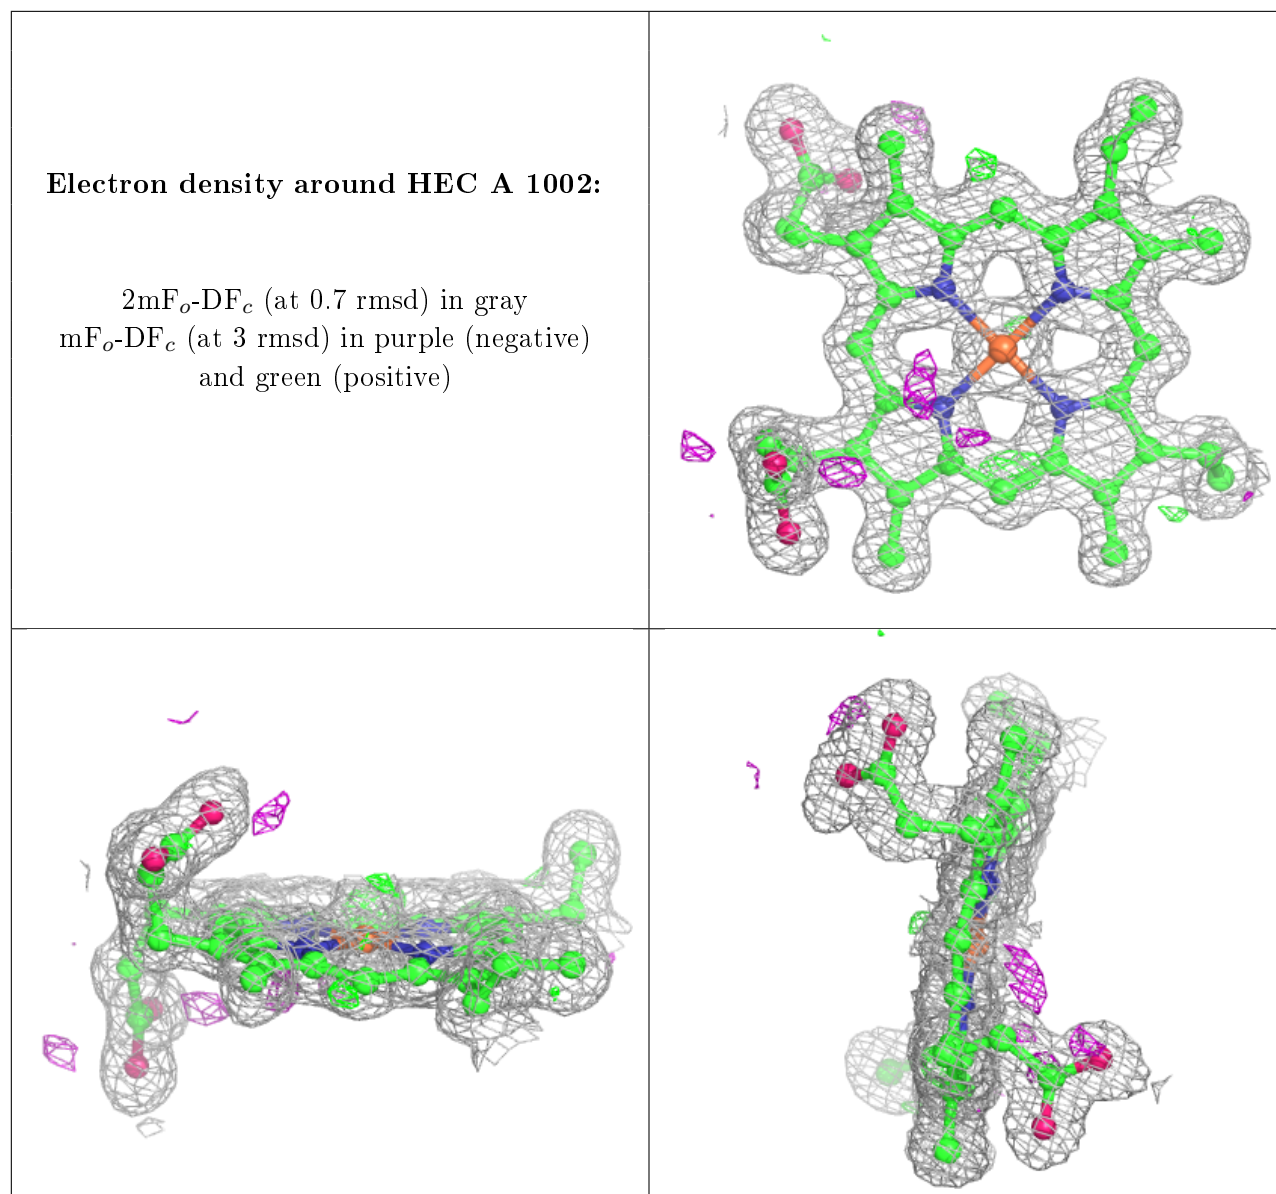 Electron density around HEC A 1002:
2mFₒ-DF𝒸 (at 0.7 rmsd) in gray
mFₒ-DF𝒸 (at 3 rmsd) in purple (negative)
and green (positive)